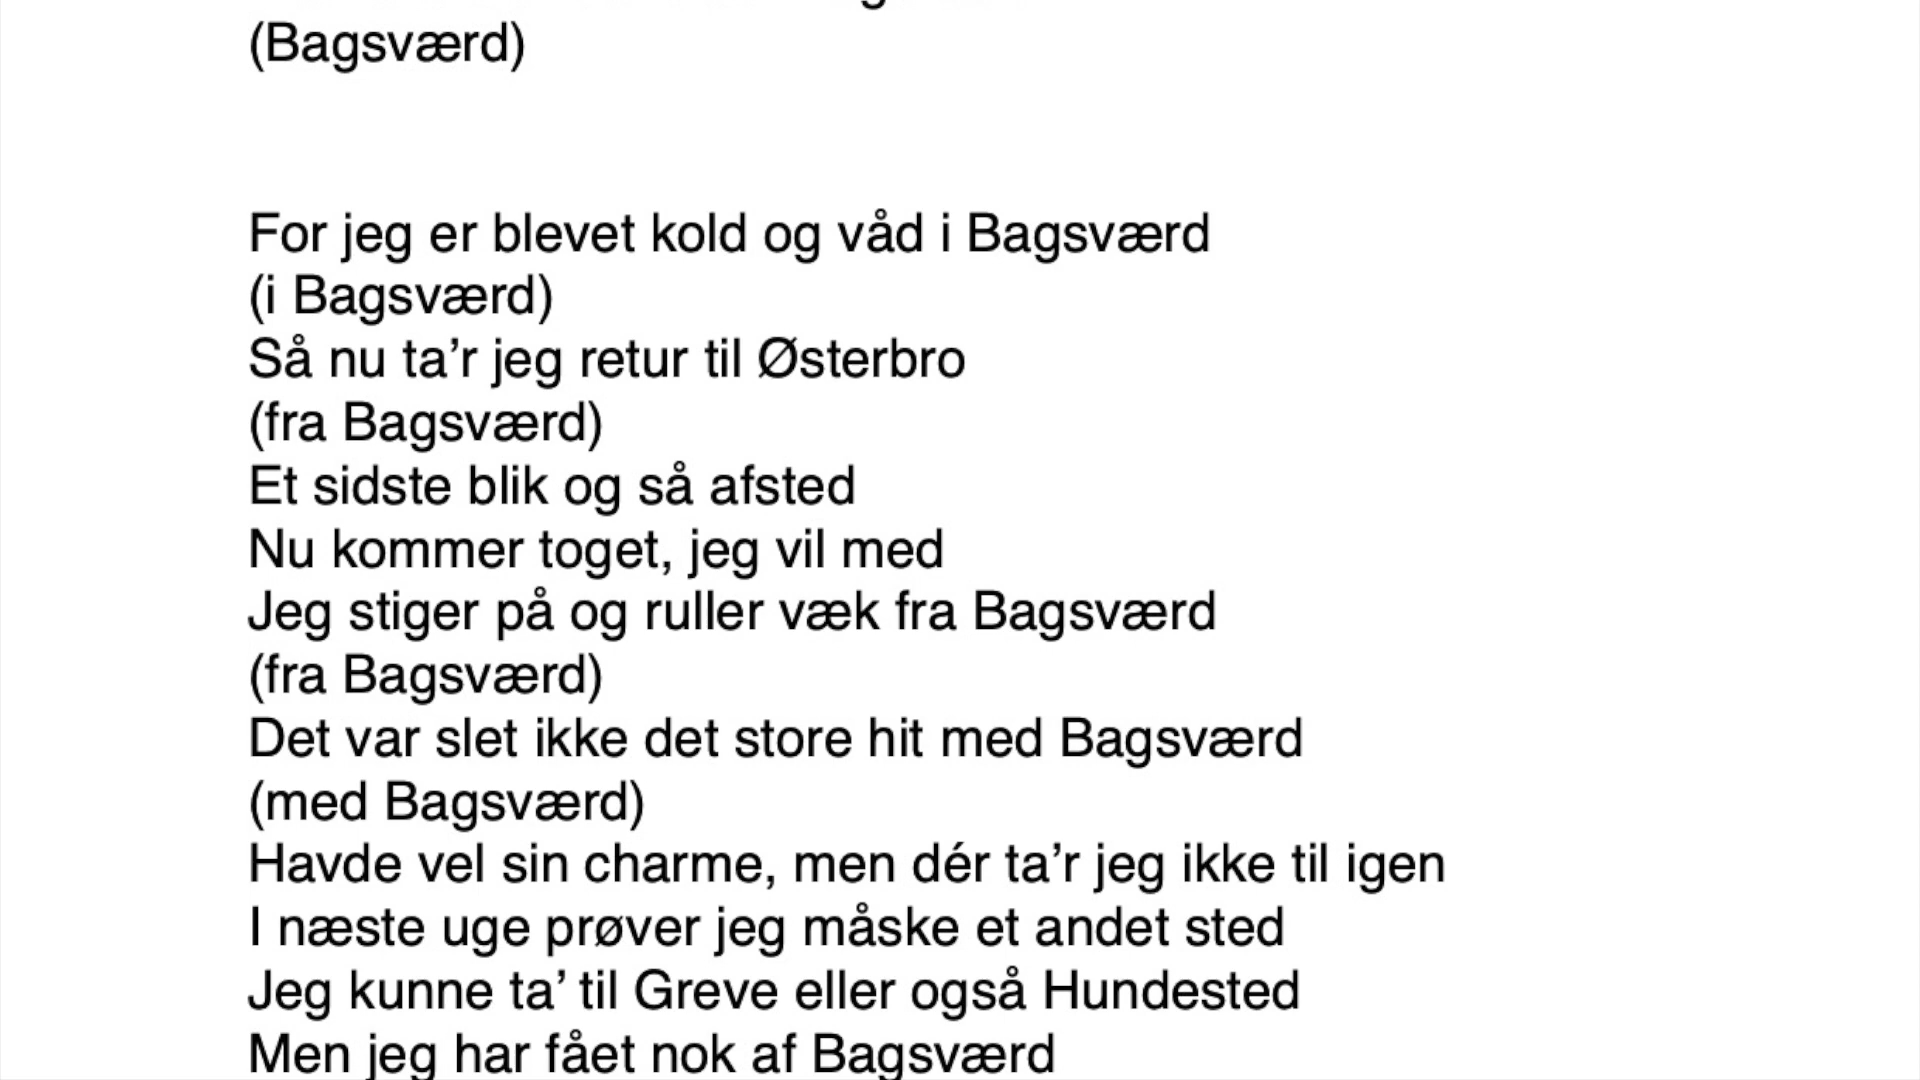 (Bagsværd)
For jeg er blevet kold og våd i Bagsværd
(i Bagsværd)
Så nu ta’r jeg retur til Østerbro
(fra Bagsværd)
Et sidste blik og så afsted
Nu kommer toget, jeg vil med
Jeg stiger på og ruller væk fra Bagsværd
(fra Bagsværd)
Det var slet ikke det store hit med Bagsværd
(med Bagsværd)
Havde vel sin charme, men dér ta’r jeg ikke til igen
I næste uge prøver jeg måske et andet sted
Jeg kunne ta’ til Greve eller også Hundested
Men jeg har fået nok af Bagsværd